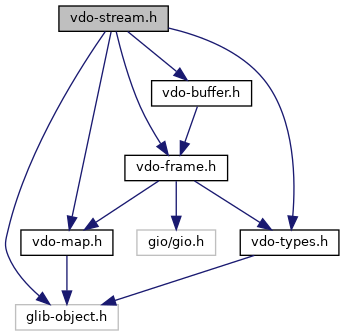 vdo-stream.h
vdo-buffer.h
vdo-frame.h
vdo-map.h
gio/gio.h
vdo-types.h
glib-object.h